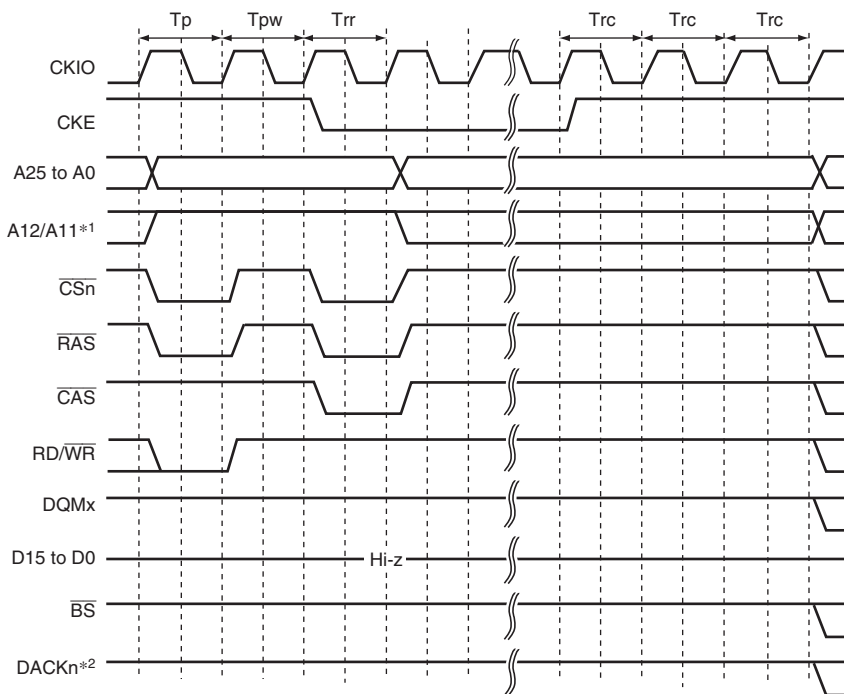 Tp Tpw Trr Trc Trc Trc
CKIO
CKE
A25 to A0
A12/A11*1
CSn
RAS
CAS
RD/WR
DQMx
D15 to D0 Hi-z
BS
DACKn*2